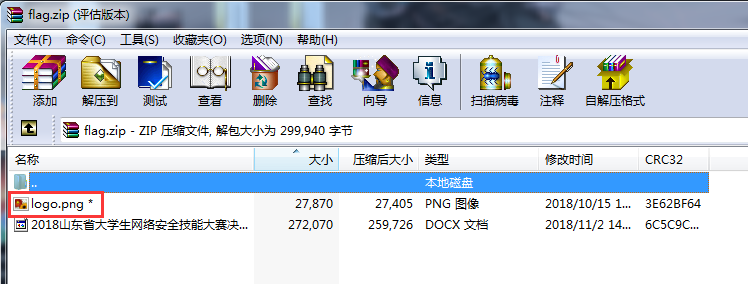 flag.zip (评估版本)
文件(F) 命令(C) 工具(S) 收藏夹(O) 选项(N) 帮助(H)
添加 解压到 测试 查看 删除 查找 向导 信息 扫描病毒 注释 自解压格式
flag.zip - ZIP 压缩文件, 解包大小为 299,940 字节
名称 大小 压缩后大小 类型 修改时间 CRC32
.. 本地磁盘
logo.png * 27,870 27,405 PNG 图像 2018/10/15 1... 3E62BF64
2018山东省大学生网络安全技能大赛决... 272,070 259,726 DOCX 文档 2018/11/2 14... 6C5C9C...